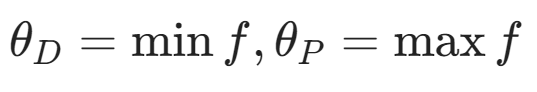 θ_D = min f, θ_P = max f